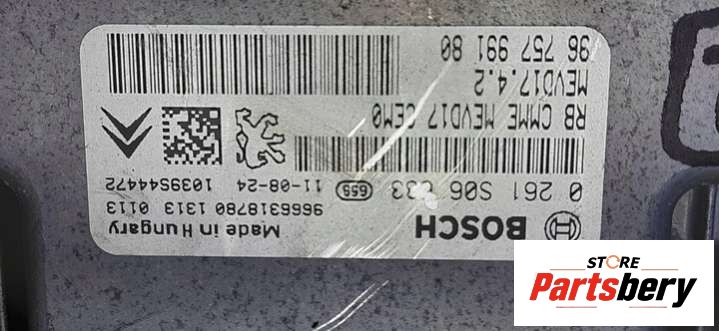 BOSCH
Made in Hungary
0 261 S06 633
9666318780 1313 0113
655 11-08-24 1039544472
RB CMME MEVD17 CEM0
MEVD17.4.2
96 757 991 80
STORE
Partsbery